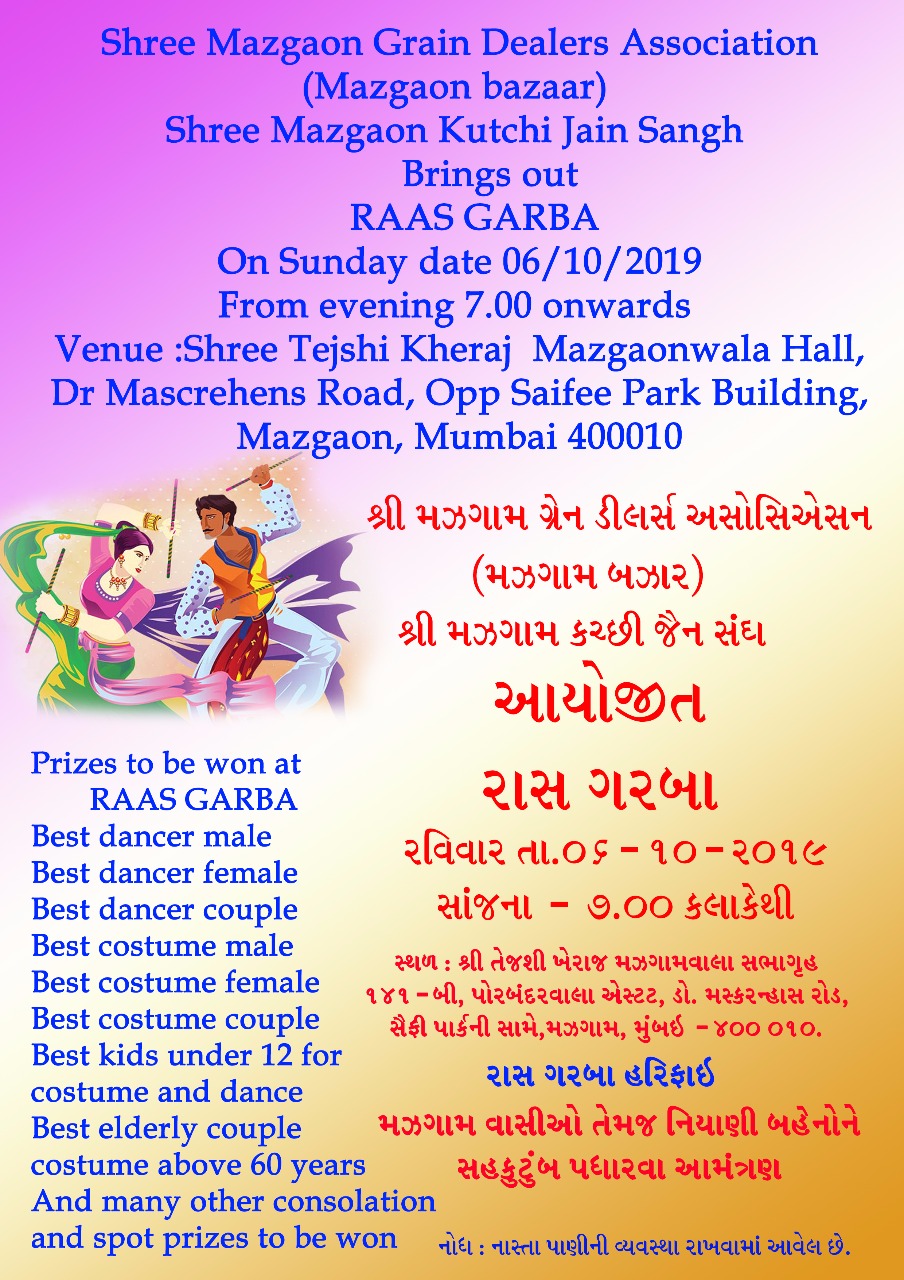 Shree Mazgaon Grain Dealers Association
(Mazgaon bazaar)
Shree Mazgaon Kutchi Jain Sangh
Brings out
RAAS GARBA
On Sunday date 06/10/2019
From evening 7.00 onwards
Venue :Shree Tejshi Kheraj Mazgaonwala Hall,
Dr Mascrehens Road, Opp Saifee Park Building,
Mazgaon, Mumbai 400010
શ્રી મઝગામ ગ્રેન ડીલર્સ અસોસિએસન
(મઝગામ બઝાર)
શ્રી મઝગામ કચ્છી જૈન સંઘ
આયોજીત
રાસ ગરબા
રવિવાર તા.૦૬ - ૧૦ - ૨૦૧૯
સાંજના - ૭.૦૦ કલાકેથી
સ્થળ : શ્રી તેજશી ખેરાજ મઝગામવાલા સભાગૃહ
૧૪૧ - બી, પોરબંદરવાલા એસ્ટટ, ડો. મસ્કરન્હાસ રોડ,
સૈફી પાર્કની સામે,મઝગામ, મુંબઇ - ૪૦૦ ૦૧૦.
રાસ ગરબા હરિફાઇ
મઝગામ વાસીઓ તેમજ નિયાણી બહેનોને
સહકુટુંબ પધારવા આમંત્રણ
નોધ : નાસ્તા પાણીની વ્યવસ્થા રાખવામાં આવેલ છે.
Prizes to be won at
RAAS GARBA
Best dancer male
Best dancer female
Best dancer couple
Best costume male
Best costume female
Best costume couple
Best kids under 12 for
costume and dance
Best elderly couple
costume above 60 years
And many other consolation
and spot prizes to be won